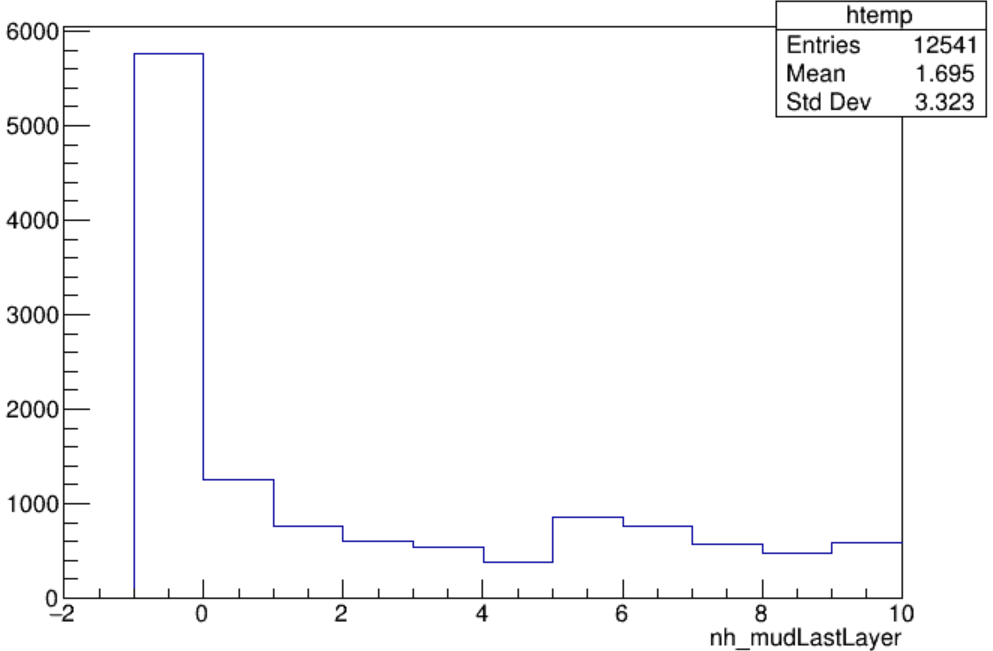 htemp
Entries 12541
Mean 1.695
Std Dev 3.323
6000
5000
4000
3000
2000
1000
0
−2 0 2 4 6 8 10
nh_mudLastLayer